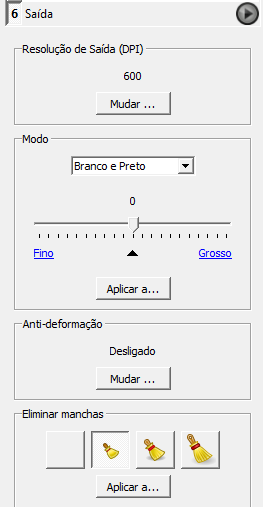 6 Saída
Resolução de Saída (DPI)
600
Mudar ...
Modo
Branco e Preto
0
Fino Grosso
Aplicar a...
Anti-deformação
Desligado
Mudar ...
Eliminar manchas
Aplicar a...